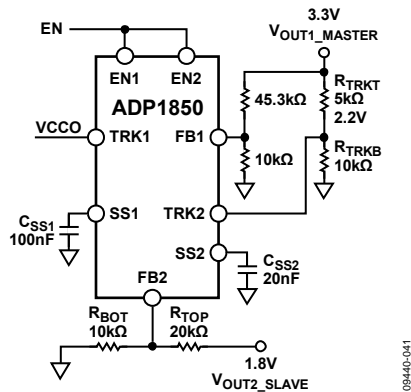 3.3V
VOUT1_MASTER
EN
EN1
EN2
ADP1850
45.3kΩ
RTRKT
5kΩ
2.2V
VCCO
TRK1
FB1
10kΩ
RTRKB
10kΩ
SS1
TRK2
CSS1
100nF
SS2
CSS2
20nF
FB2
RBOT
10kΩ
RTOP
20kΩ
1.8V
VOUT2_SLAVE
09440-041